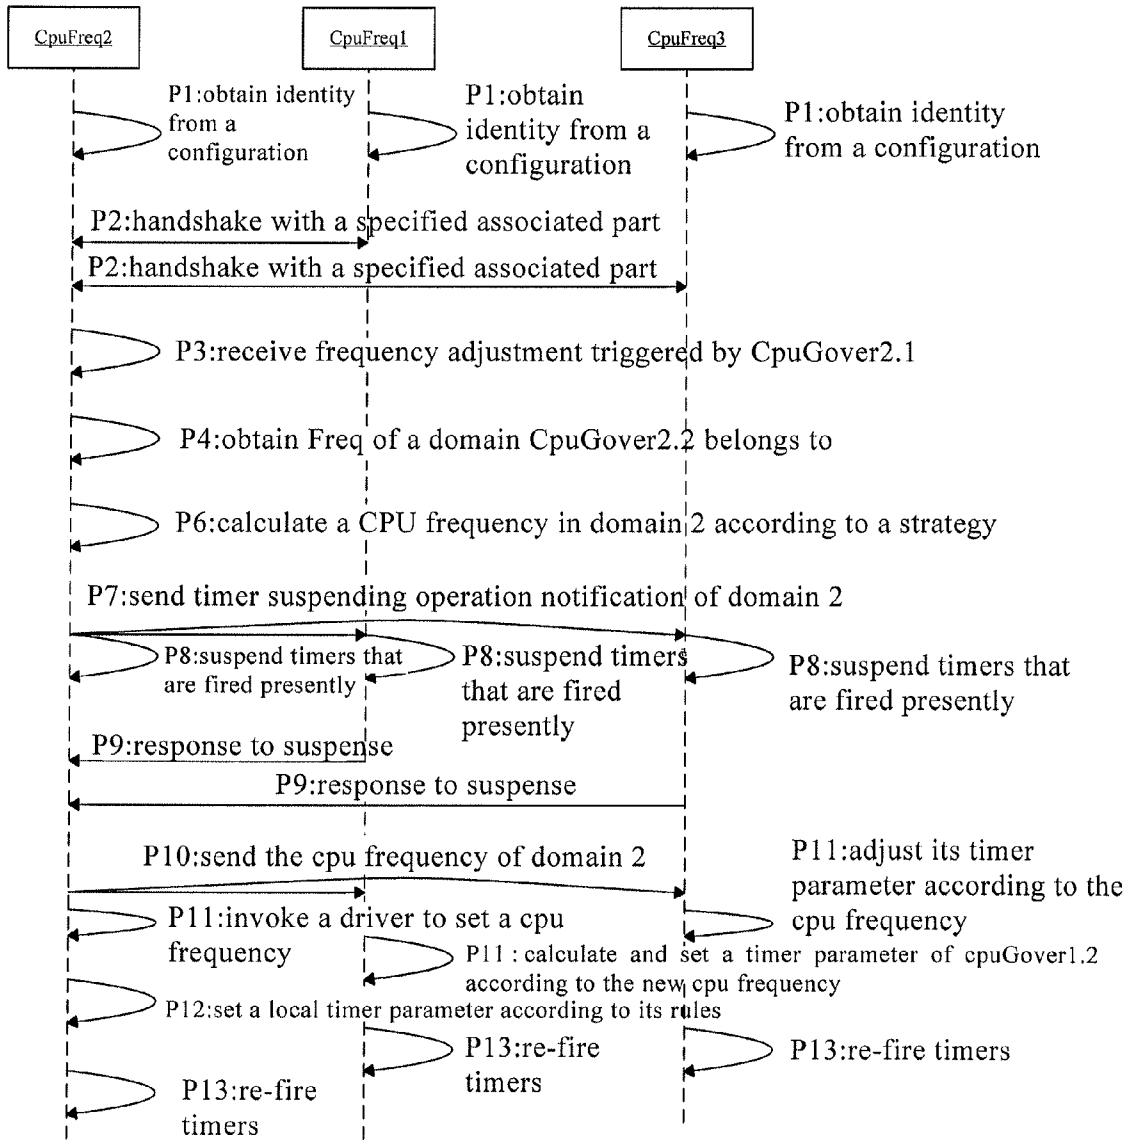 CpuFreq2
CpuFreq1
CpuFreq3
P1:obtain identity
from a
configuration
P1:obtain
identity from a
configuration
P1:obtain identity
from a configuration
P2:handshake with a specified associated part
P2:handshake with a specified associated part
P3:receive frequency adjustment triggered by CpuGover2.1
P4:obtain Freq of a domain CpuGover2.2 belongs to
P6:calculate a CPU frequency in domain 2 according to a strategy
P7:send timer suspending operation notification of domain 2
P8:suspend timers that
are fired presently
P8:suspend timers
that are fired
presently
P8:suspend timers that
are fired presently
P9:response to suspense
P9:response to suspense
P10:send the cpu frequency of domain 2
P11:adjust its timer
parameter according to the
cpu frequency
P11:invoke a driver to set a cpu
frequency
P11 : calculate and set a timer parameter of cpuGover1.2
according to the new cpu frequency
P12:set a local timer parameter according to its rules
P13:re-fire
timers
P13:re-fire timers
P13:re-fire
timers